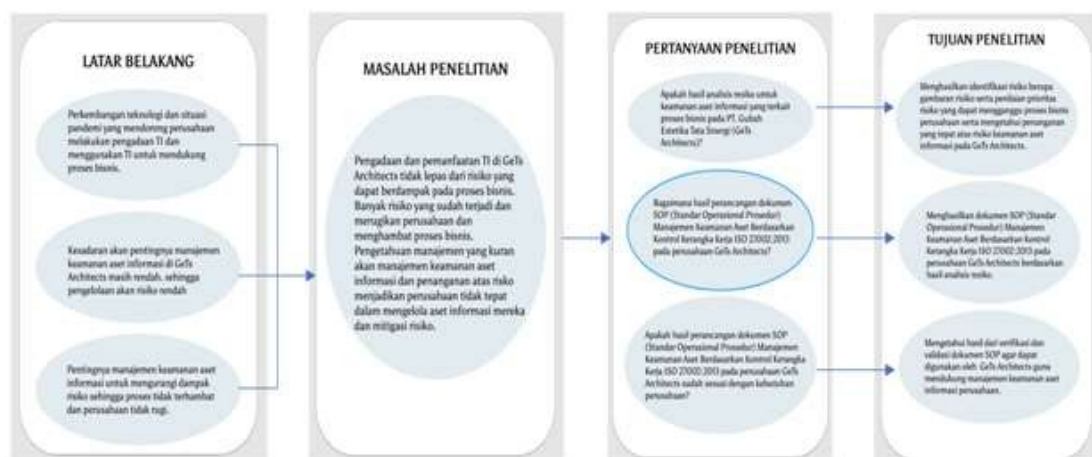 LATAR BELAKANG
Perkembangan teknologi dan situasi
pandemi yang mendorong perusahaan
melakukan pengadaan TI dan
menggunakan TI untuk mendukung
proses bisnis.
Kesadaran akan pentingnya manajemen
keamanan aset informasi di GeTs
Architects masih rendah, sehingga
pengelolaan akan risiko rendah
Pentingnya manajemen keamanan aset
informasi untuk mengurangi dampak
risiko sehingga proses tidak terhambat
dan perusahaan tidak rugi.
MASALAH PENELITIAN
Pengadaan dan pemanfaatan TI di GeTs
Architects tidak lepas dari risiko yang
dapat berdampak pada proses bisnis.
Banyak risiko yang sudah terjadi dan
merugikan perusahaan dan
menghambat proses bisnis.
Pengetahuan manajemen yang kuran
akan manajemen keamanan aset
informasi dan penanganan atas risiko
menjadikan perusahaan tidak tepat
dalam mengelola aset informasi mereka
dan mitigasi risiko.
PERTANYAAN PENELITIAN
Apakah hasil analisis resiko untuk
keamanan aset informasi yang terkait
proses bisnis pada PT. Gubah
Estetika Tata Sinergi (GeTs
Architects)?
Bagaimana hasil perancangan dokumen
SOP (Standar Operasional Prosedur)
Manajemen Keamanan Aset Berdasarkan
Kontrol Kerangka Kerja ISO 27002:2013
pada perusahaan GeTs Architects?
Apakah hasil perancangan dokumen SOP
(Standar Operasional Prosedur) Manajemen
Keamanan Aset Berdasarkan Kontrol Kerangka
Kerja ISO 27002:2013 pada perusahaan GeTs
Architects sudah sesuai dengan kebutuhan
perusahaan?
TUJUAN PENELITIAN
Menghasilkan identifikasi risiko berupa
gambaran risiko serta penilaian prioritas
risiko yang dapat mengganggu proses bisnis
perusahaan serta mengetahui penanganan
yang tepat atas risiko keamanan aset
informasi pada GeTs Architects.
Menghasilkan dokumen SOP (Standar
Operasional Prosedur) Manajemen
Keamanan Aset Berdasarkan kontrol
Kerangka Kerja ISO 27002:2013 pada
perusahaan GeTs Architects berdasarkan
hasil analisis resiko.
Mengetahui hasil dari verifikasi dan
validasi dokumen SOP agar dapat
digunakan oleh GeTs Architects guna
mendukung manajemen keamanan aset
informasi perusahaan.